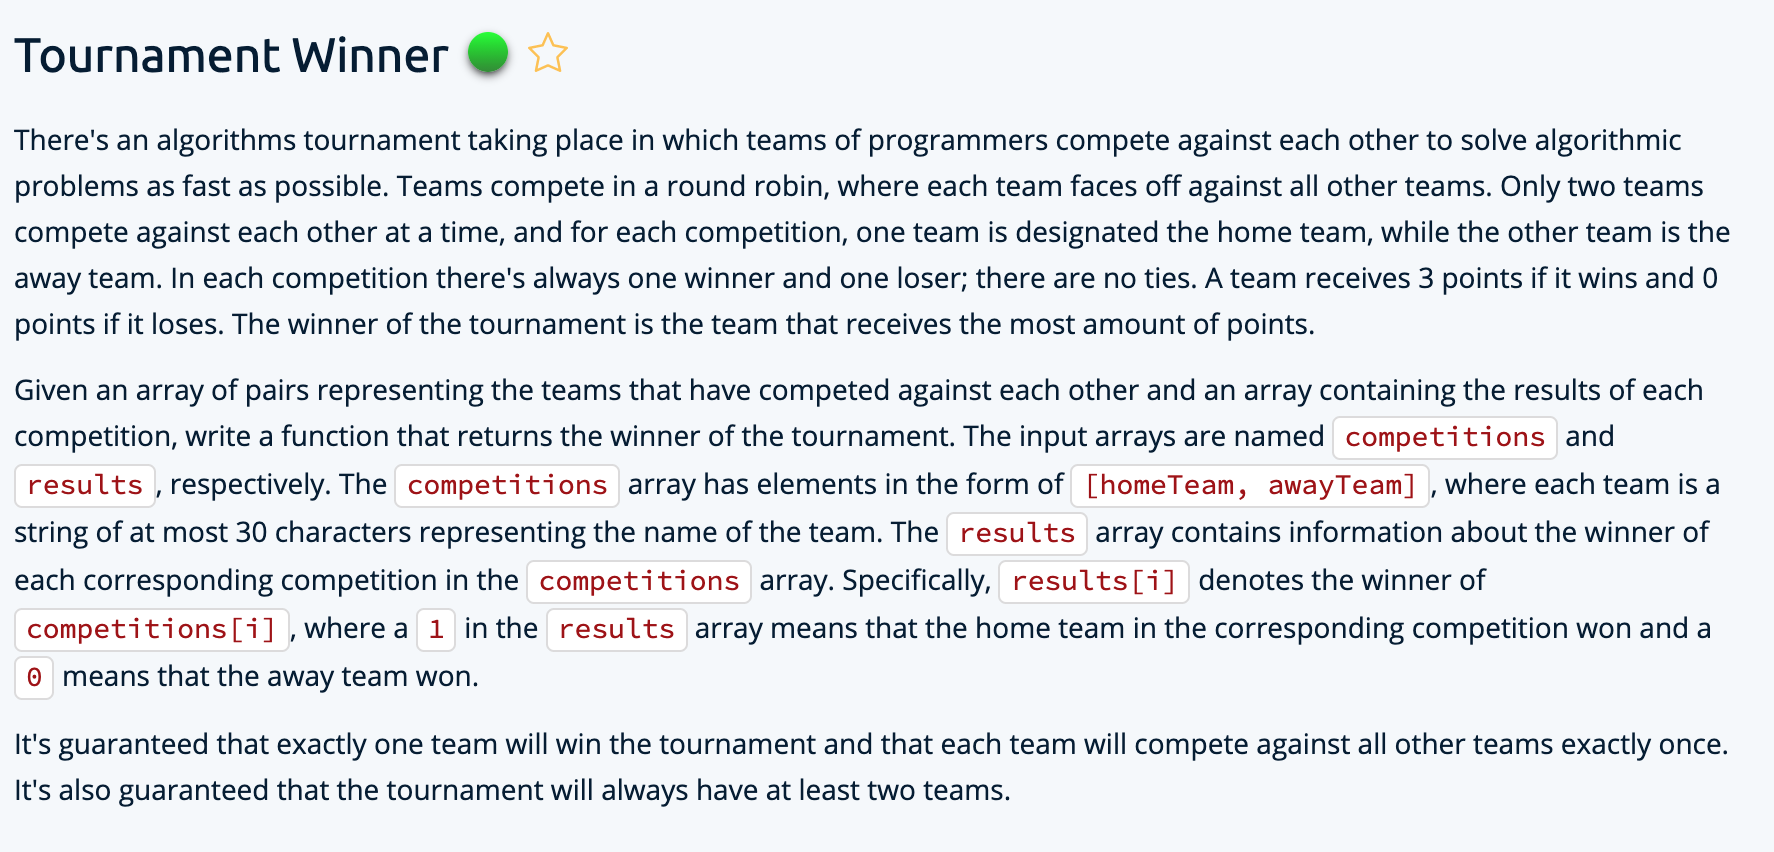 Tournament Winner
There's an algorithms tournament taking place in which teams of programmers compete against each other to solve algorithmic
problems as fast as possible. Teams compete in a round robin, where each team faces off against all other teams. Only two teams
compete against each other at a time, and for each competition, one team is designated the home team, while the other team is the
away team. In each competition there's always one winner and one loser; there are no ties. A team receives 3 points if it wins and 0
points if it loses. The winner of the tournament is the team that receives the most amount of points.
Given an array of pairs representing the teams that have competed against each other and an array containing the results of each
competition, write a function that returns the winner of the tournament. The input arrays are named competitions and
results, respectively. The competitions array has elements in the form of [homeTeam, awayTeam], where each team is a
string of at most 30 characters representing the name of the team. The results array contains information about the winner of
each corresponding competition in the competitions array. Specifically, results[i] denotes the winner of
competitions[i], where a 1 in the results array means that the home team in the corresponding competition won and a
0 means that the away team won.
It's guaranteed that exactly one team will win the tournament and that each team will compete against all other teams exactly once.
It's also guaranteed that the tournament will always have at least two teams.